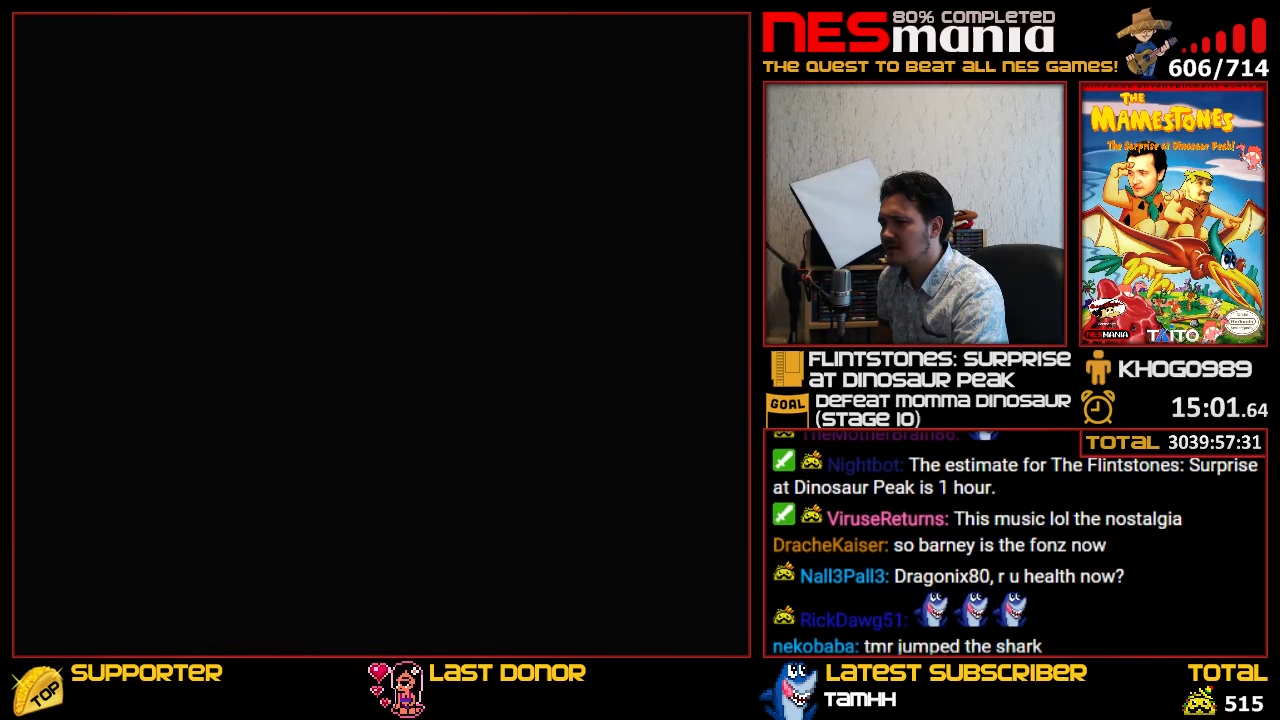 NESmania
80% COMPLETED
THE QUEST TO BEAT ALL NES GAMES!
606/714
THE
MAMESTONES
The Surprise at Dinosaur Peak!
NESMANIA
TAITO
FLINTSTONES: SURPRISE
AT DINOSAUR PEAK
KHOGO989
GOAL
DEFEAT MOMMA DINOSAUR
(STAGE 10)
15:01.64
TOTAL 3039:57:31
TheMotherBrain86:
Nightbot: The estimate for The Flintstones: Surprise
at Dinosaur Peak is 1 hour.
ViruseReturns: This music lol the nostalgia
DracheKaiser: so barney is the fonz now
Nall3Pall3: Dragonix80, r u health now?
RickDawg51:
nekobaba: tmr jumped the shark
TOP
SUPPORTER
LAST DONOR
LATEST SUBSCRIBER
TAMHH
TOTAL
515